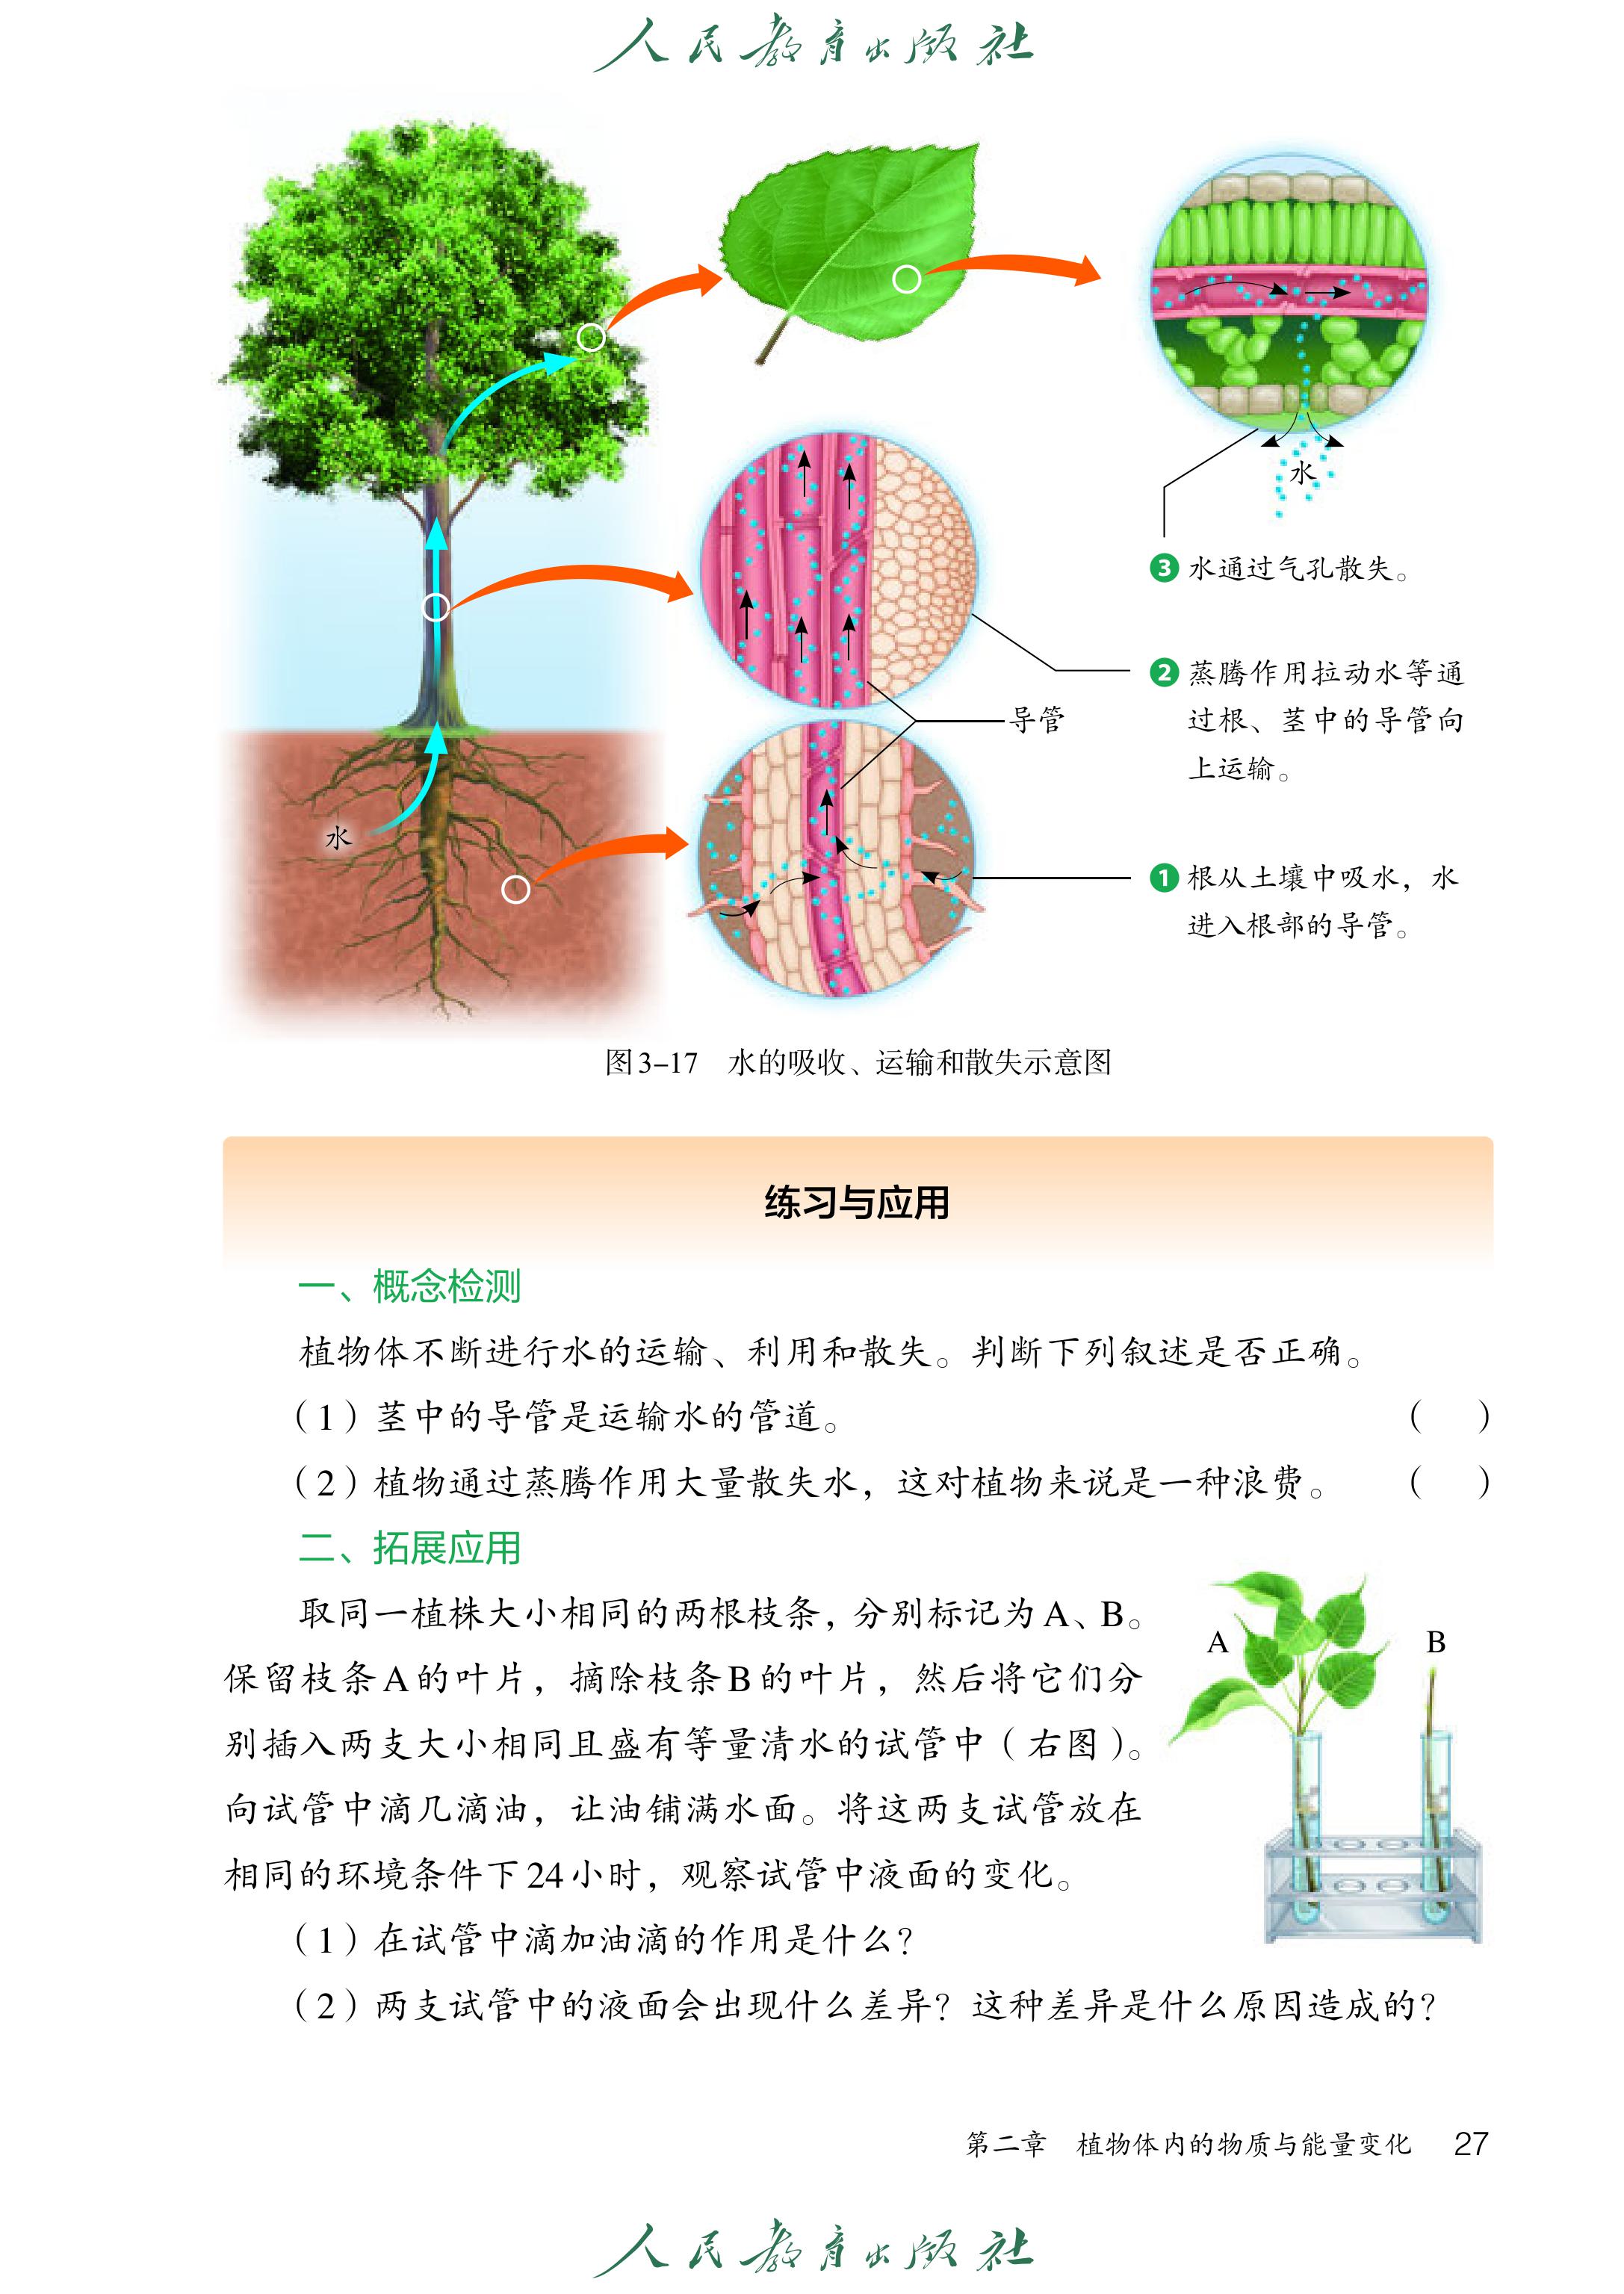 人民教育出版社
水
③ 水通过气孔散失。
② 蒸腾作用拉动水等通
过根、茎中的导管向
上运输。
导管
水
① 根从土壤中吸水，水
进入根部的导管。
图3–17 水的吸收、运输和散失示意图
练习与应用
一、概念检测
植物体不断进行水的运输、利用和散失。判断下列叙述是否正确。
（1）茎中的导管是运输水的管道。 （ ）
（2）植物通过蒸腾作用大量散失水，这对植物来说是一种浪费。 （ ）
二、拓展应用
取同一植株大小相同的两根枝条，分别标记为A、B。
保留枝条A的叶片，摘除枝条B的叶片，然后将它们分
别插入两支大小相同且盛有等量清水的试管中（右图）。
向试管中滴几滴油，让油铺满水面。将这两支试管放在
相同的环境条件下24小时，观察试管中液面的变化。
A
B
（1）在试管中滴加油滴的作用是什么？
（2）两支试管中的液面会出现什么差异？这种差异是什么原因造成的？
第二章 植物体内的物质与能量变化 27
人民教育出版社